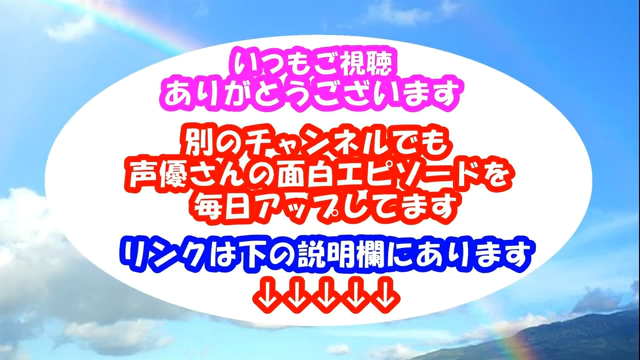 いつもご視聴
ありがとうございます
別のチャンネルでも
声優さんの面白エピソードを
毎日アップしてます
リンクは下の説明欄にあります
↓↓↓↓↓